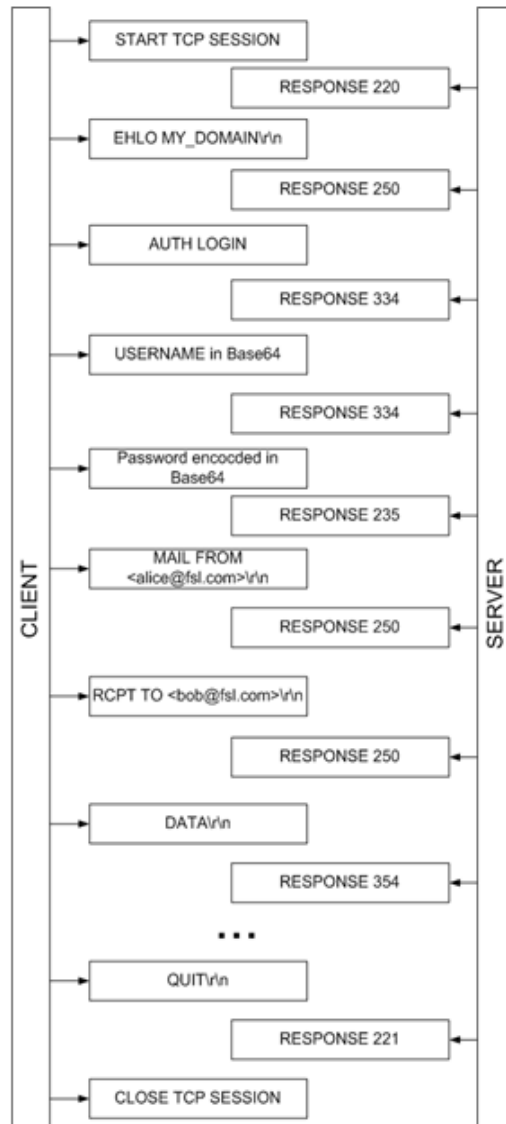 START TCP SESSION
RESPONSE 220
EHLO MY_DOMAIN\r\n
RESPONSE 250
AUTH LOGIN
RESPONSE 334
USERNAME in Base64
RESPONSE 334
Password encocded in
Base64
RESPONSE 235
MAIL FROM
<alice@fsl.com>\r\n
CLIENT
SERVER
RESPONSE 250
RCPT TO <bob@fsl.com>\r\n
RESPONSE 250
DATA\r\n
RESPONSE 354
...
QUIT\r\n
RESPONSE 221
CLOSE TCP SESSION